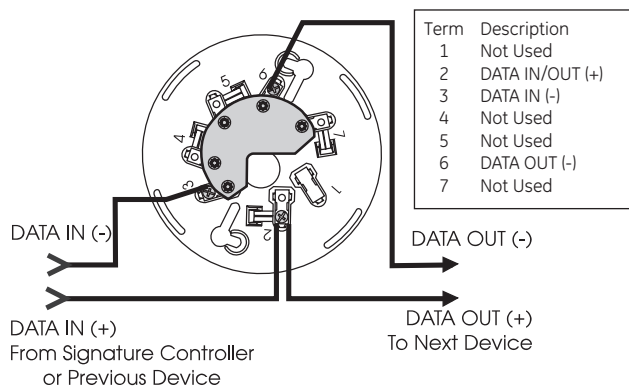 Term Description
1 Not Used
2 DATA IN/OUT (+)
3 DATA IN (-)
4 Not Used
5 Not Used
6 DATA OUT (-)
7 Not Used
6
5
7
4
3
1
2
DATA IN (-)
DATA OUT (-)
DATA IN (+)
From Signature Controller
or Previous Device
DATA OUT (+)
To Next Device